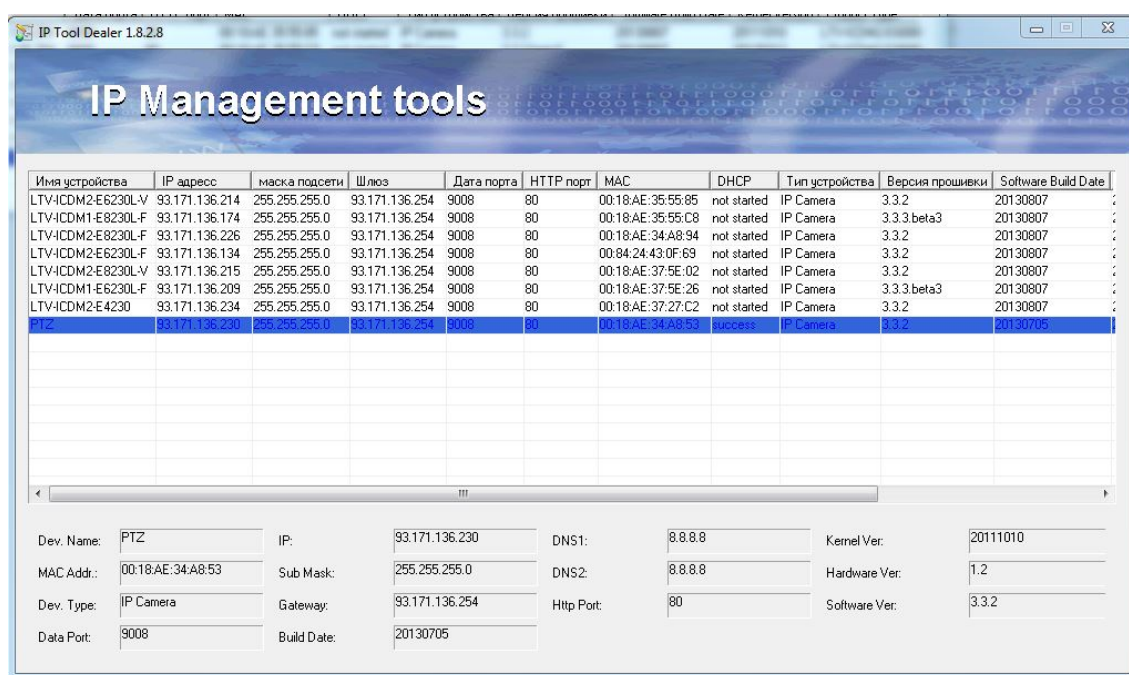 IP Tool Dealer 1.8.2.8
IP Management tools
Имя устройства IP адресс маска подсети Шлюз Дата порта HTTP порт MAC DHCP Тип устройства Версия прошивки Software Build Date
LTV-ICDM2-E6230L-V 93.171.136.214 255.255.255.0 93.171.136.254 9008 80 00:18:AE:35:55:85 not started IP Camera 3.3.2 20130807
LTV-ICDM1-E8230L-F 93.171.136.174 255.255.255.0 93.171.136.254 9008 80 00:18:AE:35:55:C8 not started IP Camera 3.3.3.beta3 20130807
LTV-ICDM2-E8230L-F 93.171.136.226 255.255.255.0 93.171.136.254 9008 80 00:18:AE:34:A8:94 not started IP Camera 3.3.2 20130807
LTV-ICDM2-E6230L-F 93.171.136.134 255.255.255.0 93.171.136.254 9008 80 00:84:24:43:0F:69 not started IP Camera 3.3.2 20130807
LTV-ICDM2-E8230L-V 93.171.136.215 255.255.255.0 93.171.136.254 9008 80 00:18:AE:37:5E:02 not started IP Camera 3.3.2 20130807
LTV-ICDM1-E6230L-F 93.171.136.209 255.255.255.0 93.171.136.254 9008 80 00:18:AE:37:5E:26 not started IP Camera 3.3.3.beta3 20130807
LTV-ICDM2-E4230 93.171.136.234 255.255.255.0 93.171.136.254 9008 80 00:18:AE:37:27:C2 not started IP Camera 3.3.2 20130807
PTZ 93.171.136.230 255.255.255.0 93.171.136.254 9008 80 00:18:AE:34:A8:53 success IP Camera 3.3.2 20130705
Dev. Name: PTZ IP: 93.171.136.230 DNS1: 8.8.8.8 Kernel Ver: 20111010
MAC Addr.: 00:18:AE:34:A8:53 Sub Mask: 255.255.255.0 DNS2: 8.8.8.8 Hardware Ver: 1.2
Dev. Type: IP Camera Gateway: 93.171.136.254 Http Port: 80 Software Ver: 3.3.2
Data Port: 9008 Build Date: 20130705